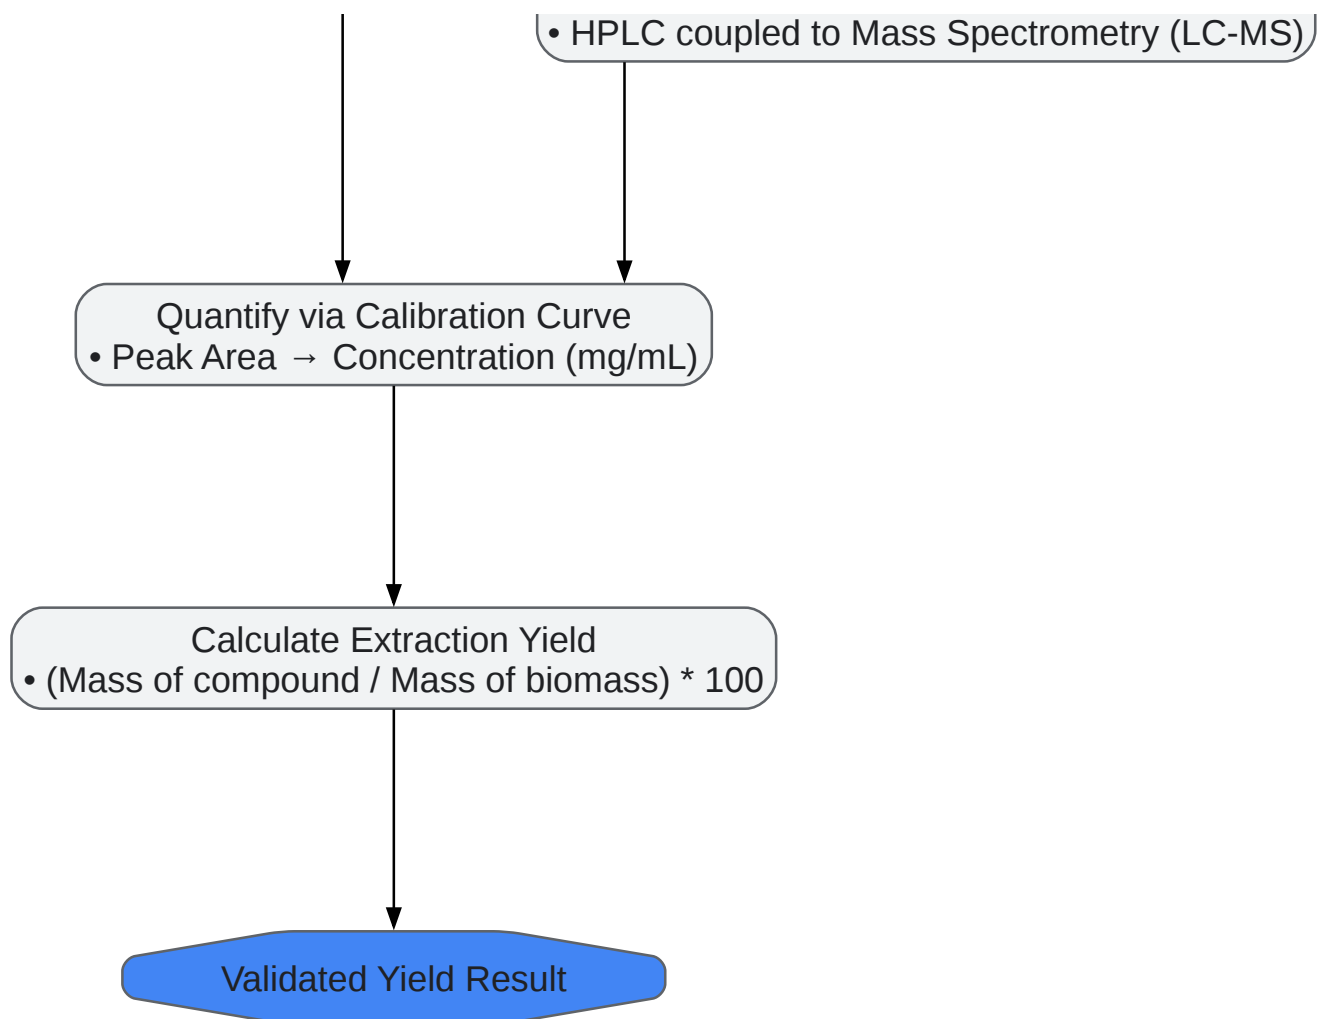 • HPLC coupled to Mass Spectrometry (LC-MS)
Quantify via Calibration Curve
• Peak Area → Concentration (mg/mL)
Calculate Extraction Yield
• (Mass of compound / Mass of biomass) * 100
Validated Yield Result